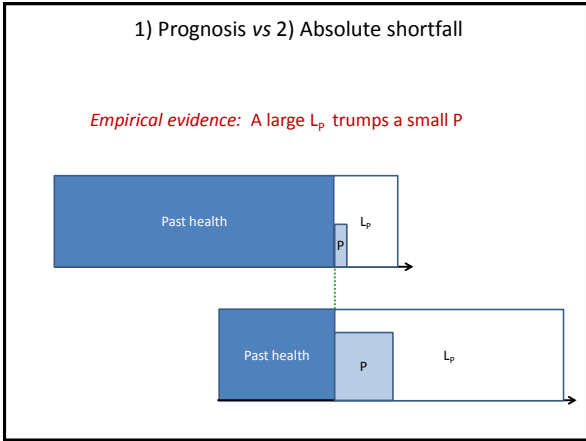 1) Prognosis vs 2) Absolute shortfall
Empirical evidence: A large Lₚ trumps a small P
Past health
P
Lₚ
Past health
P
Lₚ